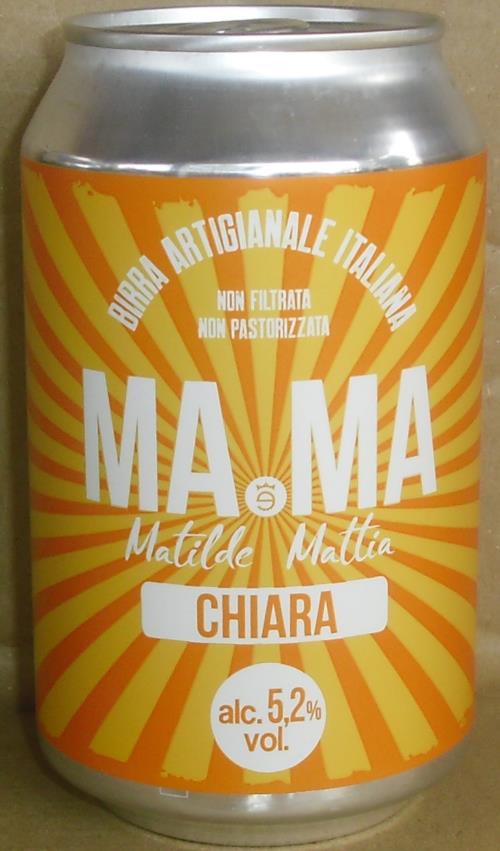 BIRRA ARTIGIANALE ITALIANA
NON FILTRATA
NON PASTORIZZATA
MA MA
Matilde Mattia
CHIARA
alc. 5,2%
vol.